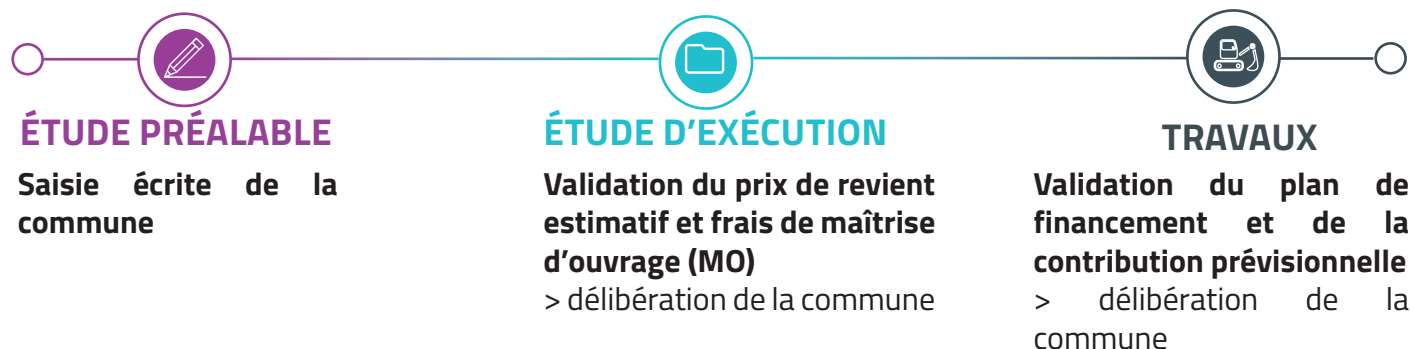 ÉTUDE PRÉALABLE
Saisie écrite de la
commune
ÉTUDE D’EXÉCUTION
Validation du prix de revient
estimatif et frais de maîtrise
d’ouvrage (MO)
> délibération de la commune
TRAVAUX
Validation du plan de
financement et de la
contribution prévisionnelle
> délibération de la
commune